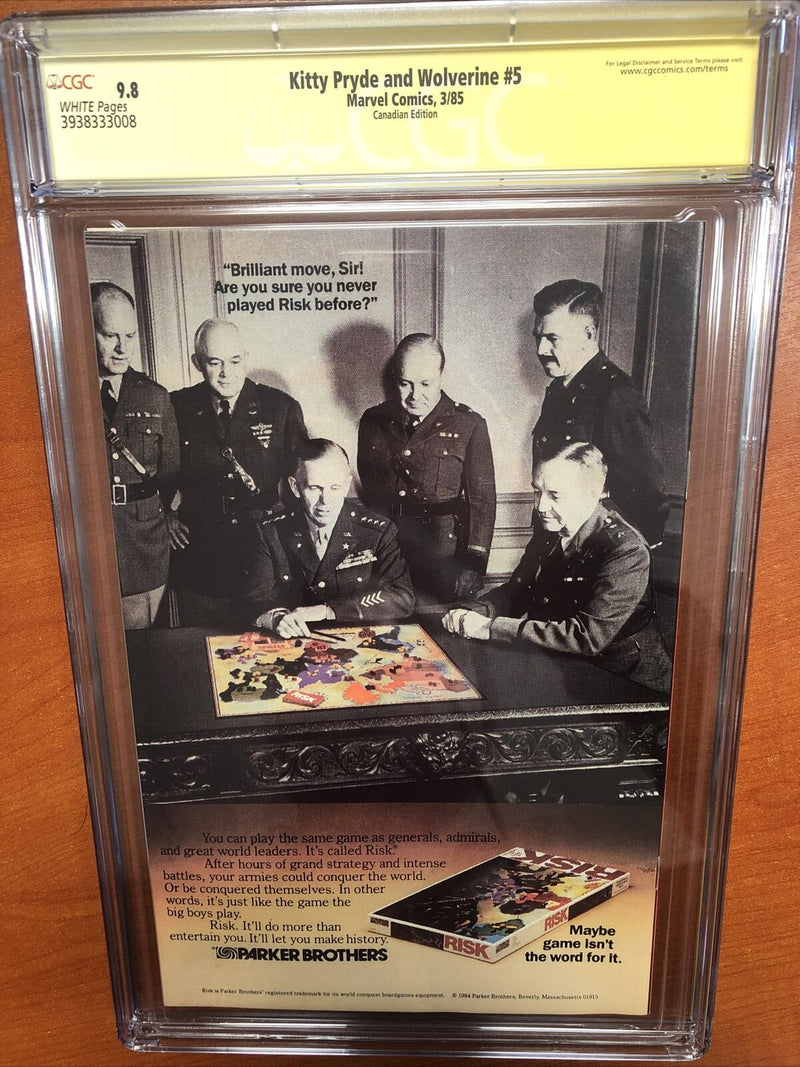 CGC 9.8
WHITE Pages
3938333008
Kitty Pryde and Wolverine #5
Marvel Comics, 3/85
Canadian Edition
For Legal Disclaimer and Service Terms please visit:
www.cgccomics.com/terms
CGC
“Brilliant move, Sir!
Are you sure you never
played Risk before?”
RISK
You can play the same game as generals, admirals,
and great world leaders. It's called Risk.®
After hours of grand strategy and intense
battles, your armies could conquer the world.
Or be conquered themselves. In other
words, it's just like the game the
big boys play.
Risk. It'll do more than
entertain you. It'll let you make history.
PARKER BROTHERS
RISK
RISK
RISK
Maybe
game isn't
the word for it.
Risk is Parker Brothers' registered trademark for its world conquest boardgames equipment. © 1984 Parker Brothers, Beverly, Massachusetts 01915